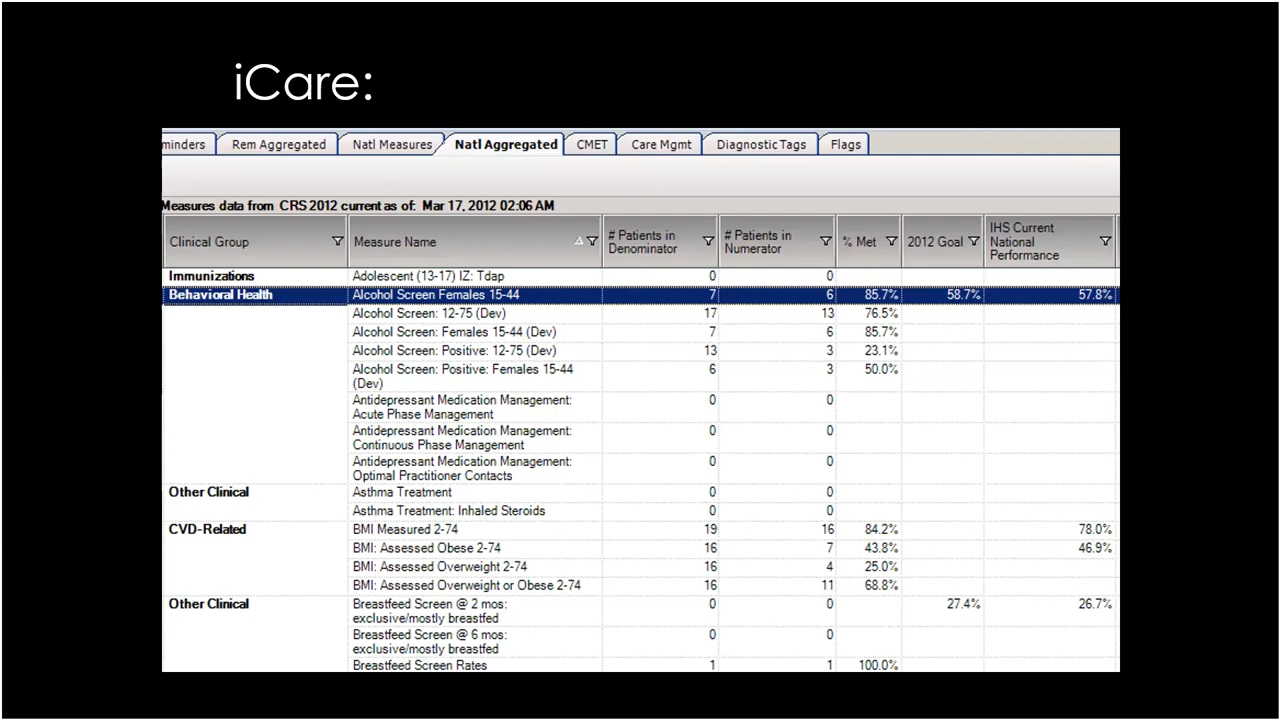 iCare:
minders Rem Aggregated Natl Measures Natl Aggregated CMET Care Mgmt Diagnostic Tags Flags
Measures data from CRS 2012 current as of: Mar 17, 2012 02:06 AM
Clinical Group Measure Name # Patients in Denominator # Patients in Numerator % Met 2012 Goal IHS Current National Performance
Immunizations Adolescent (13-17) IZ: Tdap 0 0
Behavioral Health Alcohol Screen Females 15-44 7 6 85.7% 58.7% 57.8%
Alcohol Screen: 12-75 (Dev) 17 13 76.5%
Alcohol Screen: Females 15-44 (Dev) 7 6 85.7%
Alcohol Screen: Positive: 12-75 (Dev) 13 3 23.1%
Alcohol Screen: Positive: Females 15-44 6 3 50.0%
(Dev)
Antidepressant Medication Management: 0 0
Acute Phase Management
Antidepressant Medication Management: 0 0
Continuous Phase Management
Antidepressant Medication Management: 0 0
Optimal Practitioner Contacts
Other Clinical Asthma Treatment 0 0
Asthma Treatment: Inhaled Steroids 0 0
CVD-Related BMI Measured 2-74 19 16 84.2% 78.0%
BMI: Assessed Obese 2-74 16 7 43.8% 46.9%
BMI: Assessed Overweight 2-74 16 4 25.0%
BMI: Assessed Overweight or Obese 2-74 16 11 68.8%
Other Clinical Breastfeed Screen @ 2 mos: 0 0 27.4% 26.7%
exclusive/mostly breastfed
Breastfeed Screen @ 6 mos: 0 0
exclusive/mostly breastfed
Breastfeed Screen Rates 1 1 100.0%